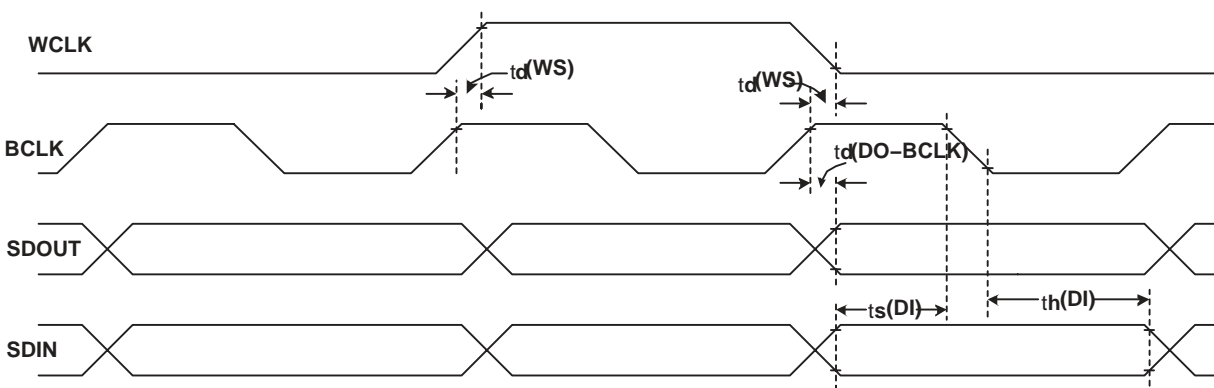 WCLK
td(WS)
td(WS)
BCLK
td(DO–BCLK)
SDOUT
ts(DI)
th(DI)
SDIN